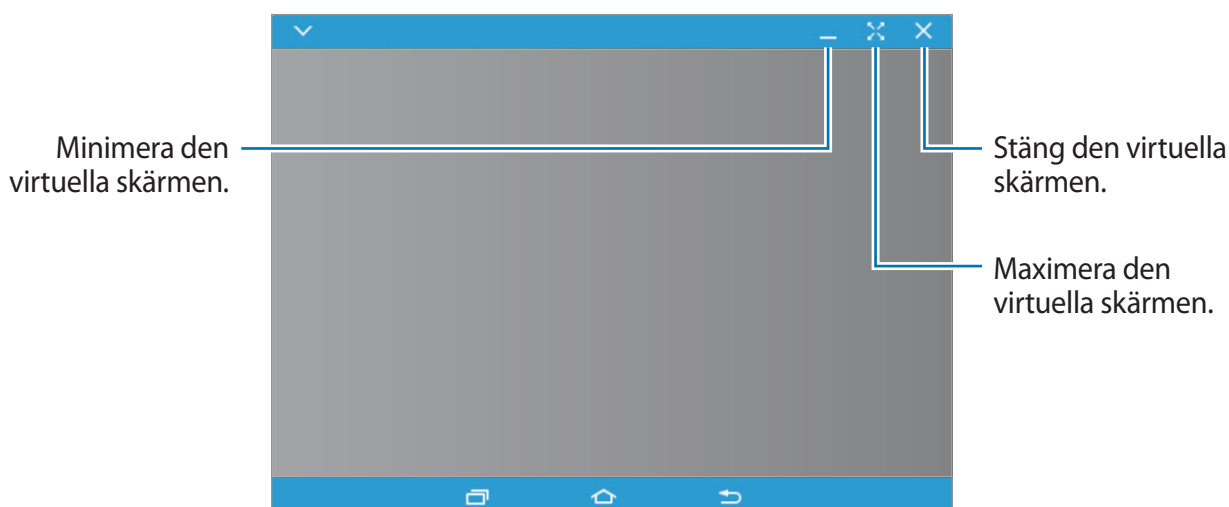 Minimera den
virtuella skärmen.
Stäng den virtuella
skärmen.
Maximera den
virtuella skärmen.